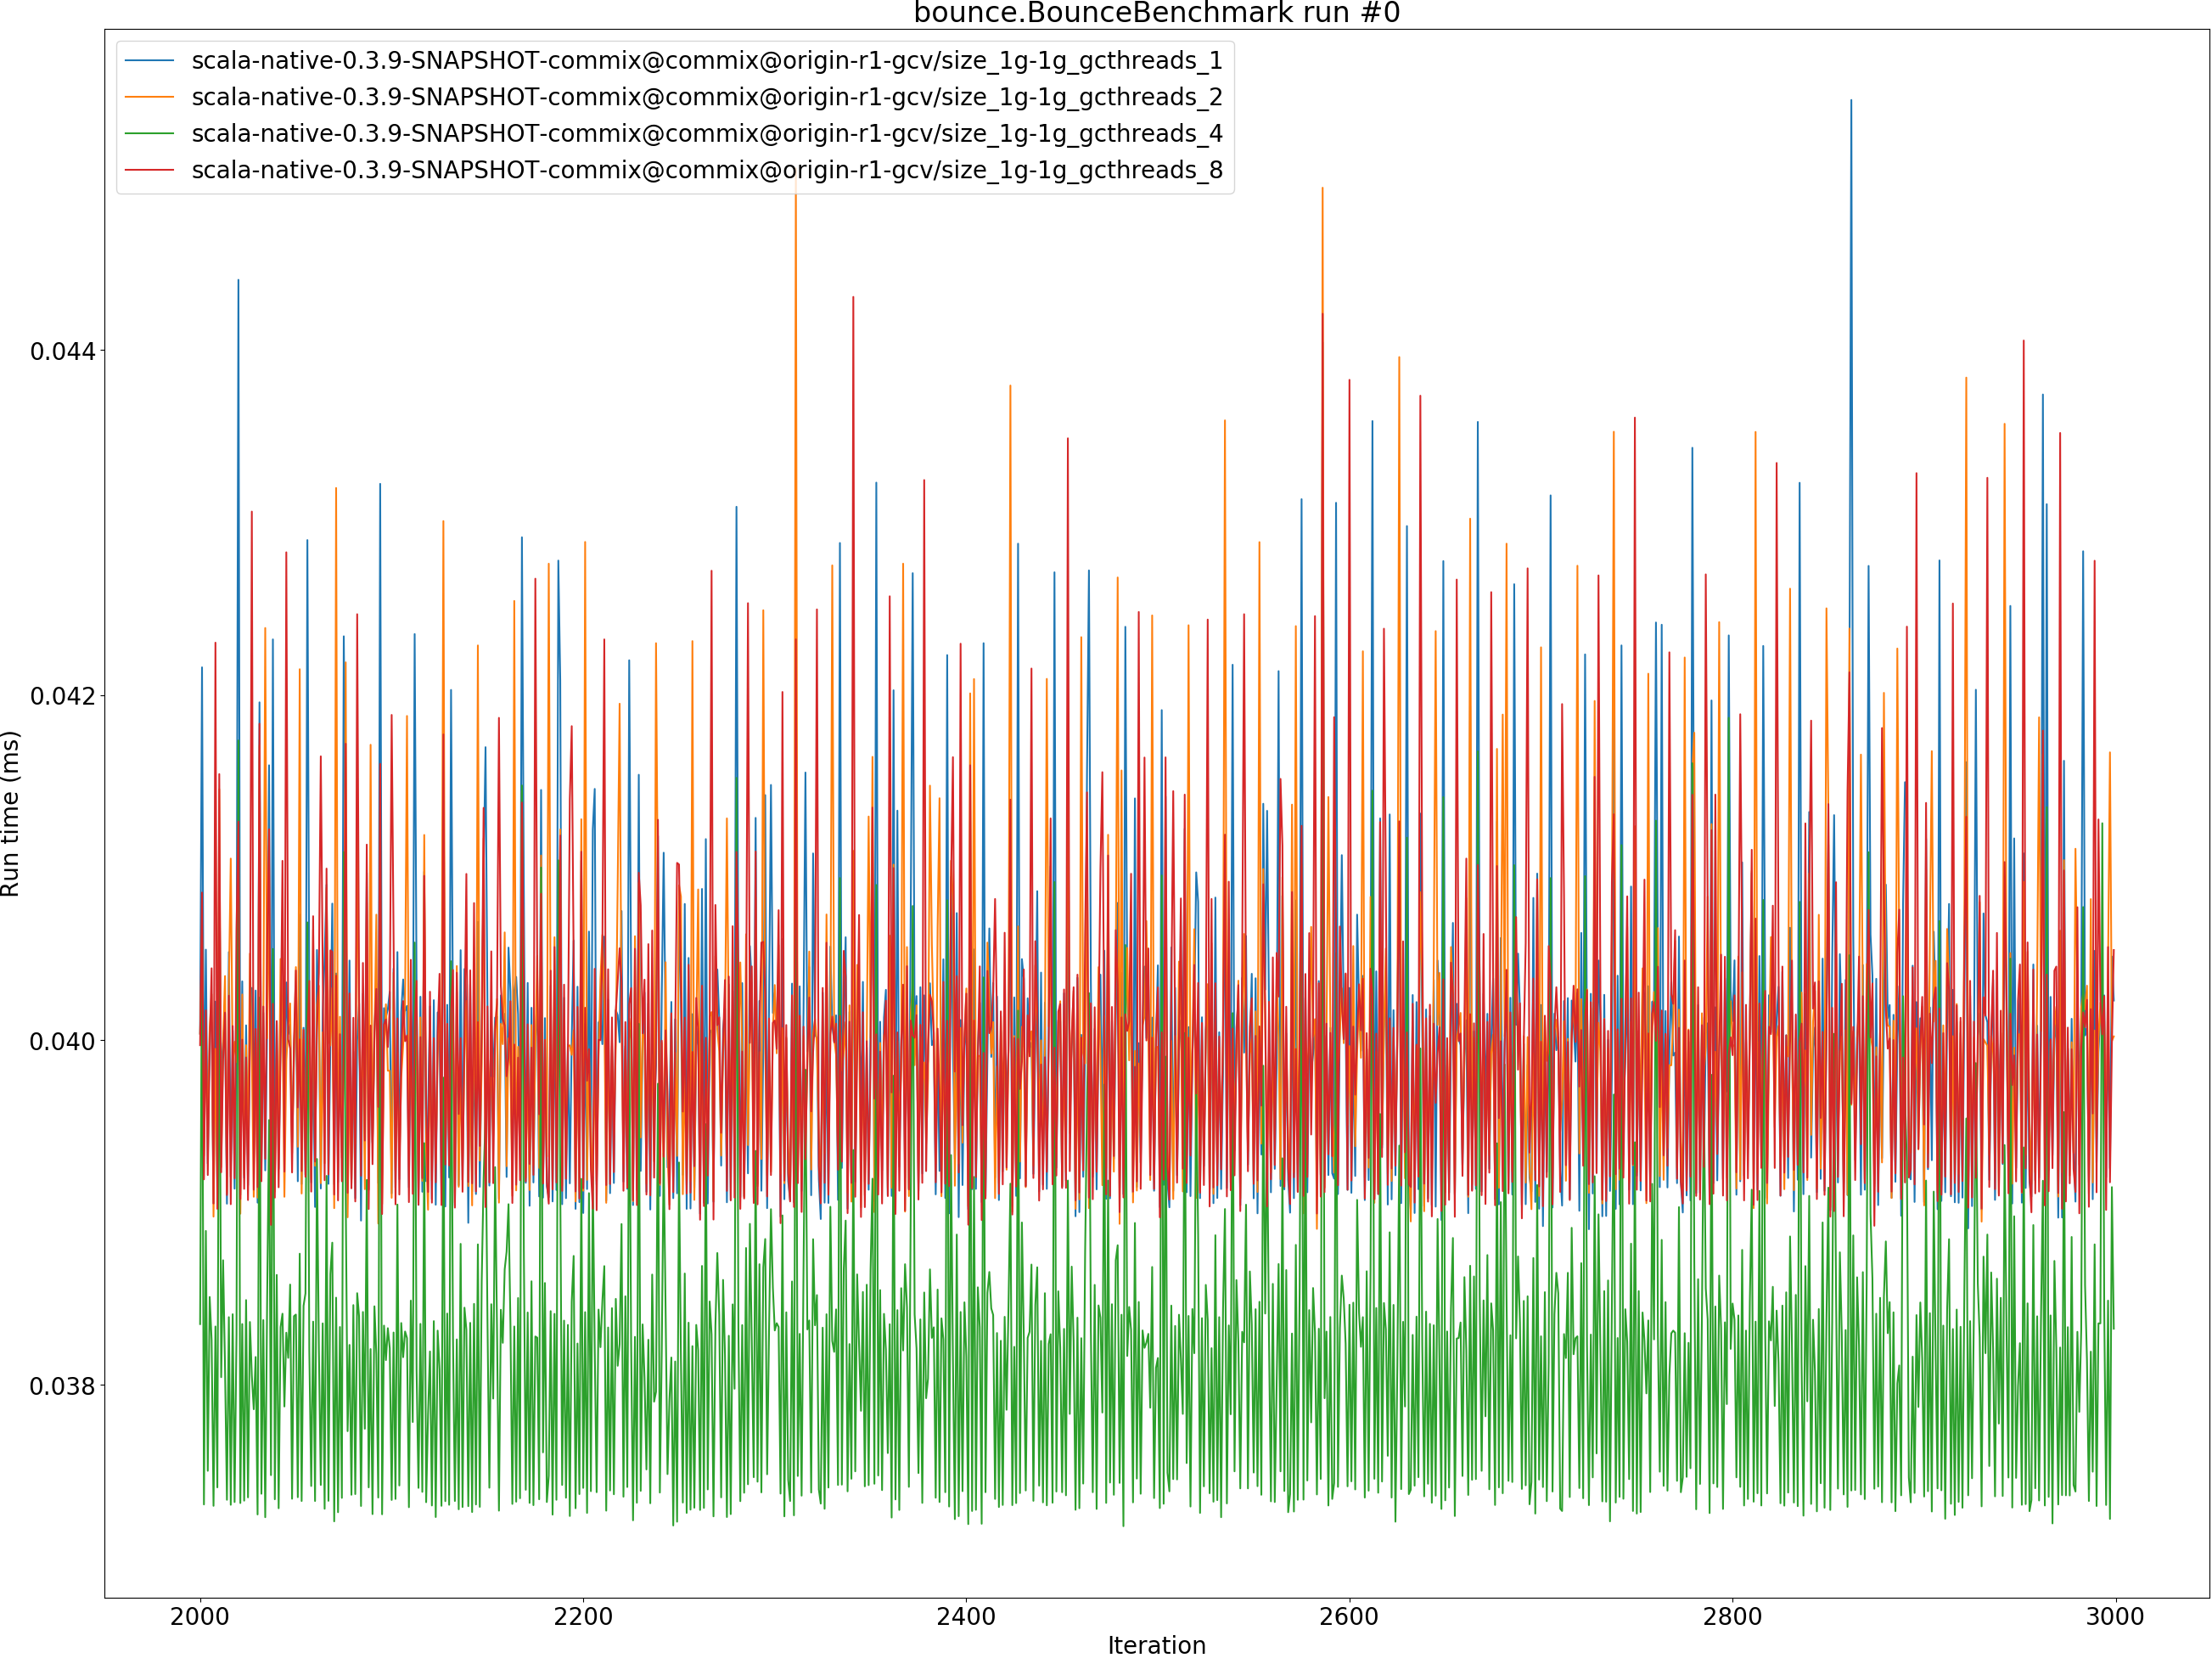 bounce.BounceBenchmark run #0
scala-native-0.3.9-SNAPSHOT-commix@commix@origin-r1-gcv/size_1g-1g_gcthreads_1
scala-native-0.3.9-SNAPSHOT-commix@commix@origin-r1-gcv/size_1g-1g_gcthreads_2
scala-native-0.3.9-SNAPSHOT-commix@commix@origin-r1-gcv/size_1g-1g_gcthreads_4
scala-native-0.3.9-SNAPSHOT-commix@commix@origin-r1-gcv/size_1g-1g_gcthreads_8
Run time (ms)
0.044
0.042
0.040
0.038
2000 2200 2400 2600 2800 3000
Iteration